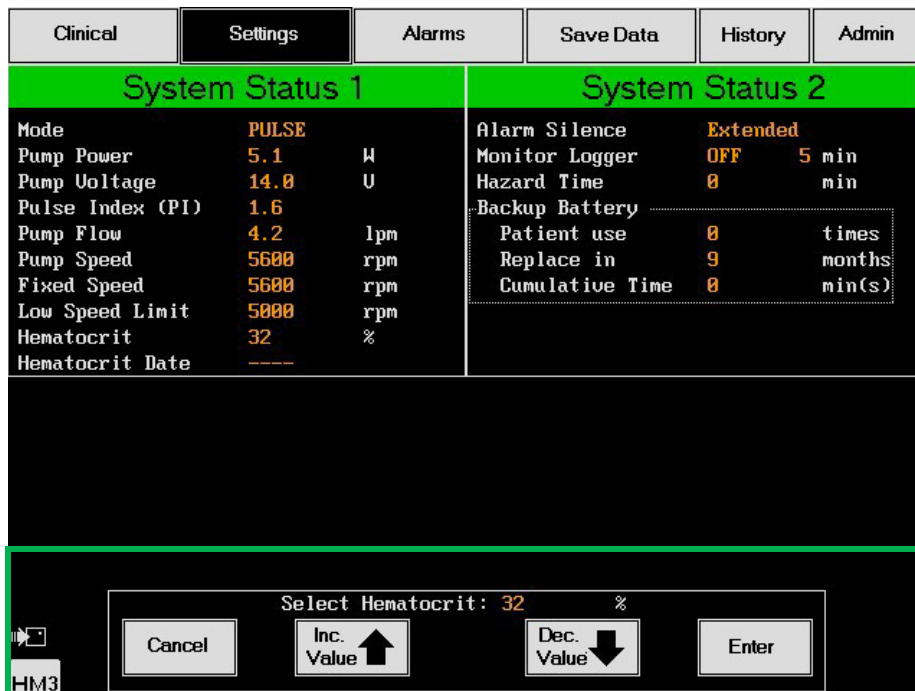 Clinical Settings Alarms Save Data History Admin
System Status 1
Mode PULSE
Pump Power 5.1 W
Pump Voltage 14.0 V
Pulse Index (PI) 1.6
Pump Flow 4.2 lpm
Pump Speed 5600 rpm
Fixed Speed 5600 rpm
Low Speed Limit 5000 rpm
Hematocrit 32 %
Hematocrit Date ----
System Status 2
Alarm Silence Extended
Monitor Logger OFF 5 min
Hazard Time 0 min
Backup Battery
Patient use 0 times
Replace in 9 months
Cumulative Time 0 min(s)
Select Hematocrit: 32 %
Cancel
Inc.
Value
Dec.
Value
Enter
HM3